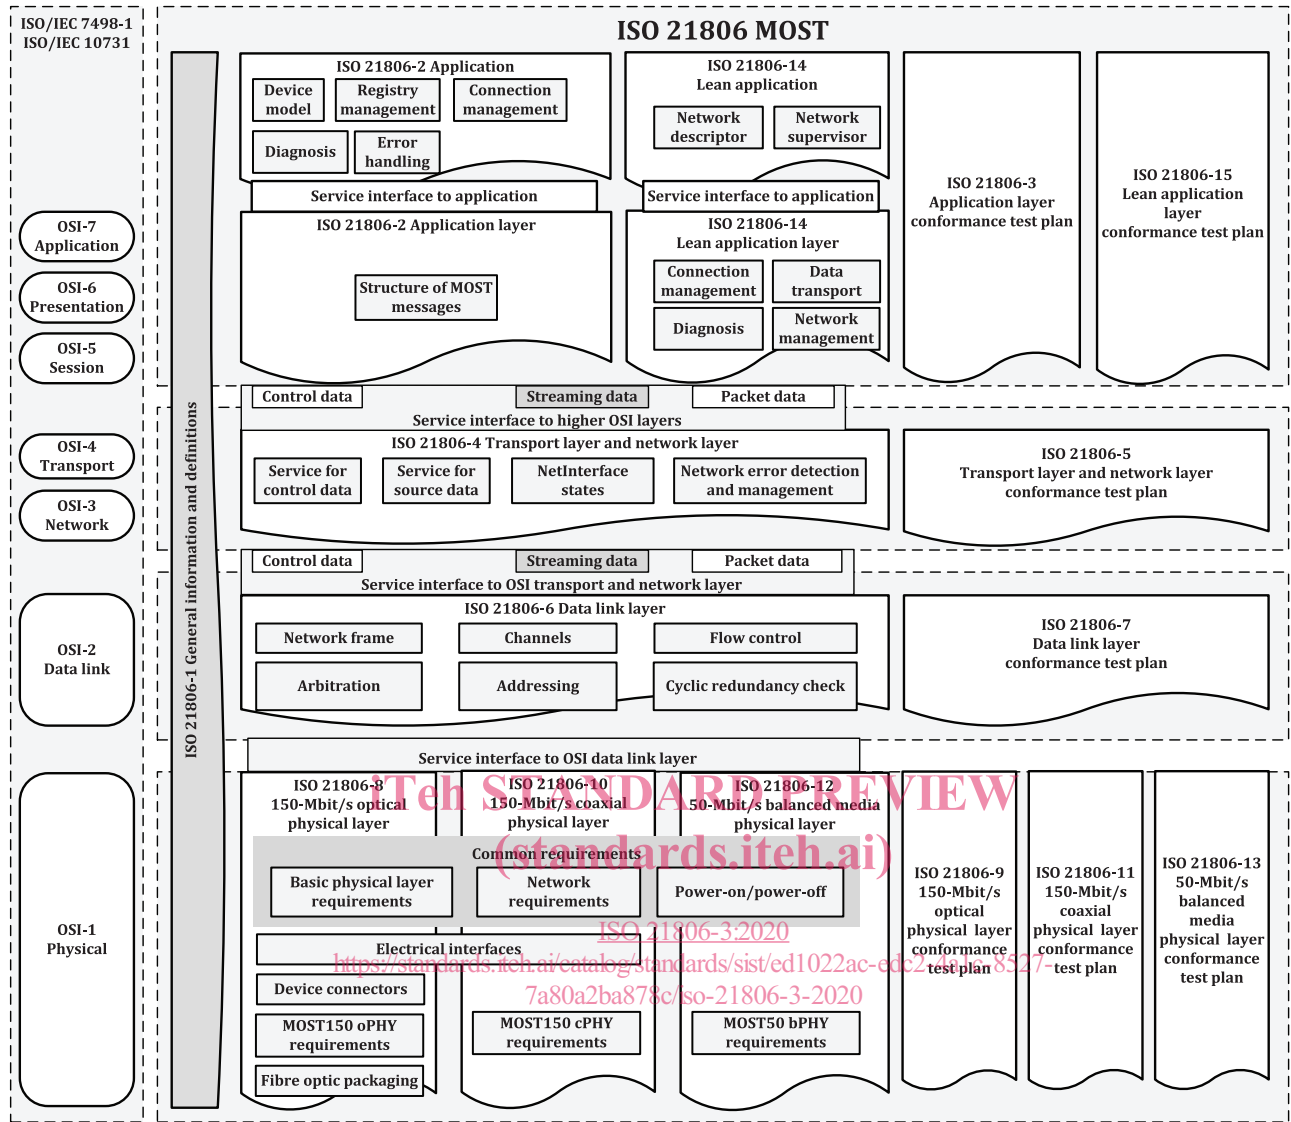 ISO/IEC 7498-1
ISO/IEC 10731
ISO 21806 MOST
ISO 21806-1 General information and definitions
OSI-7
Application
OSI-6
Presentation
OSI-5
Session
OSI-4
Transport
OSI-3
Network
OSI-2
Data link
OSI-1
Physical
ISO 21806-2 Application
Device
model
Registry
management
Connection
management
Diagnosis
Error
handling
Service interface to application
ISO 21806-2 Application layer
Structure of MOST
messages
ISO 21806-14
Lean application
Network
descriptor
Network
supervisor
Service interface to application
ISO 21806-14
Lean application layer
Connection
management
Data
transport
Diagnosis
Network
management
ISO 21806-3
Application layer
conformance test plan
ISO 21806-15
Lean application
layer
conformance test plan
Control data
Streaming data
Packet data
Service interface to higher OSI layers
ISO 21806-4 Transport layer and network layer
Service for
control data
Service for
source data
NetInterface
states
Network error detection
and management
ISO 21806-5
Transport layer and network layer
conformance test plan
Control data
Streaming data
Packet data
Service interface to OSI transport and network layer
ISO 21806-6 Data link layer
Network frame
Channels
Flow control
Arbitration
Addressing
Cyclic redundancy check
ISO 21806-7
Data link layer
conformance test plan
Service interface to OSI data link layer
ISO 21806-8
150-Mbit/s optical
physical layer
ISO 21806-10
150-Mbit/s coaxial
physical layer
ISO 21806-12
50-Mbit/s balanced media
physical layer
iTeh STANDARD PREVIEW
(standards.iteh.ai)
Common requirements
Basic physical layer
requirements
Network
requirements
Power-on/power-off
Electrical interfaces
Device connectors
MOST150 oPHY
requirements
Fibre optic packaging
MOST150 cPHY
requirements
MOST50 bPHY
requirements
ISO 21806-9
150-Mbit/s
optical
physical layer
conformance
test plan
ISO 21806-11
150-Mbit/s
coaxial
physical layer
conformance
test plan
ISO 21806-13
50-Mbit/s
balanced
media
physical layer
conformance
test plan
ISO 21806-3:2020
https://standards.iteh.ai/catalog/standards/sist/ed1022ac-edc2-4a1c-8527-
7a80a2ba878c/iso-21806-3-2020